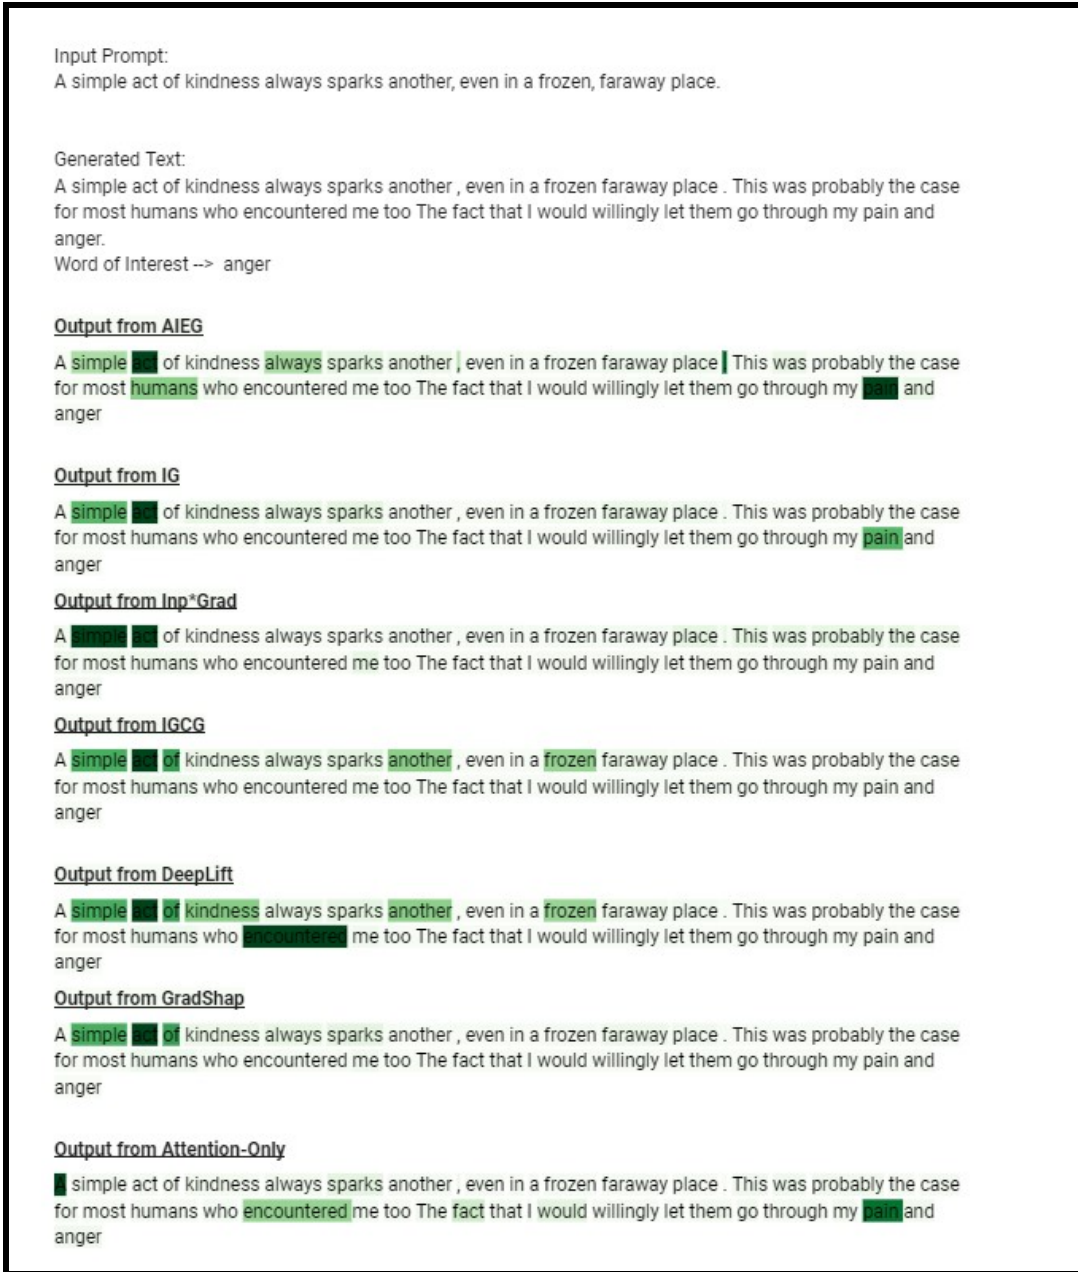 Input Prompt:
A simple act of kindness always sparks another, even in a frozen, faraway place.
Generated Text:
A simple act of kindness always sparks another , even in a frozen faraway place . This was probably the case
for most humans who encountered me too The fact that I would willingly let them go through my pain and
anger.
Word of Interest --> anger
Output from AIEG
A simple act of kindness always sparks another , even in a frozen faraway place . This was probably the case
for most humans who encountered me too The fact that I would willingly let them go through my pain and
anger
Output from IG
A simple act of kindness always sparks another , even in a frozen faraway place . This was probably the case
for most humans who encountered me too The fact that I would willingly let them go through my pain and
anger
Output from Inp*Grad
A simple act of kindness always sparks another , even in a frozen faraway place . This was probably the case
for most humans who encountered me too The fact that I would willingly let them go through my pain and
anger
Output from IGCG
A simple act of kindness always sparks another , even in a frozen faraway place . This was probably the case
for most humans who encountered me too The fact that I would willingly let them go through my pain and
anger
Output from DeepLift
A simple act of kindness always sparks another , even in a frozen faraway place . This was probably the case
for most humans who encountered me too The fact that I would willingly let them go through my pain and
anger
Output from GradShap
A simple act of kindness always sparks another , even in a frozen faraway place . This was probably the case
for most humans who encountered me too The fact that I would willingly let them go through my pain and
anger
Output from Attention-Only
A simple act of kindness always sparks another , even in a frozen faraway place . This was probably the case
for most humans who encountered me too The fact that I would willingly let them go through my pain and
anger